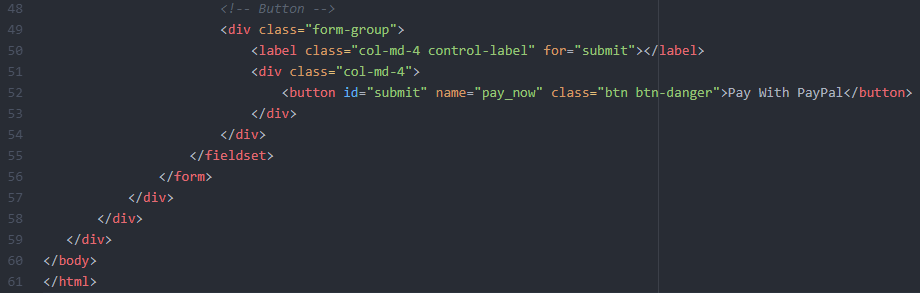 48 <!-- Button -->
49 <div class="form-group">
50 <label class="col-md-4 control-label" for="submit"></label>
51 <div class="col-md-4">
52 <button id="submit" name="pay_now" class="btn btn-danger">Pay With PayPal</button>
53 </div>
54 </div>
55 </fieldset>
56 </form>
57 </div>
58 </div>
59 </div>
60 </body>
61 </html>